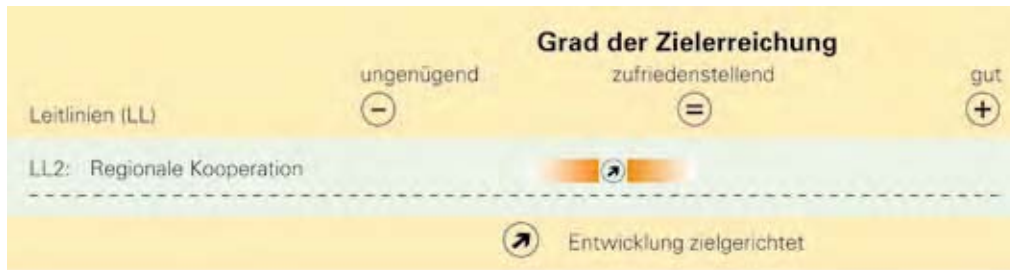 Grad der Zielerreichung
ungenügend zufriedenstellend gut
Leitlinien (LL) − = +
LL2: Regionale Kooperation
Entwicklung zielgerichtet